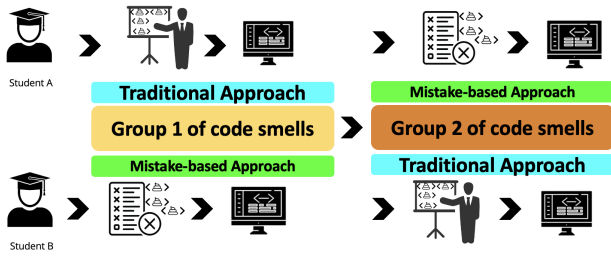 Student A
Traditional Approach
Mistake-based Approach
Group 1 of code smells
Group 2 of code smells
Mistake-based Approach
Traditional Approach
Student B